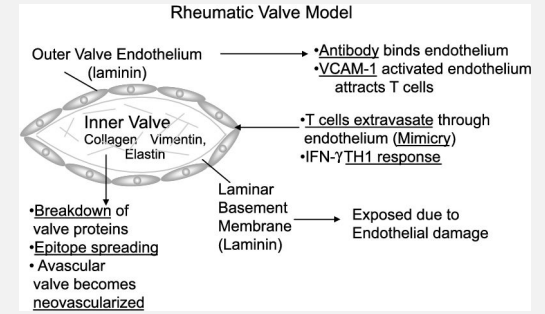 Rheumatic Valve Model
Outer Valve Endothelium
(laminin)
•Antibody binds endothelium
•VCAM-1 activated endothelium
attracts T cells
Inner Valve
Collagen Vimentin,
Elastin
•T cells extravasate through
endothelium (Mimicry)
•IFN-γTH1 response
Laminar
Basement
Membrane
(Laminin)
Exposed due to
Endothelial damage
•Breakdown of
valve proteins
•Epitope spreading
• Avascular
valve becomes
neovascularized